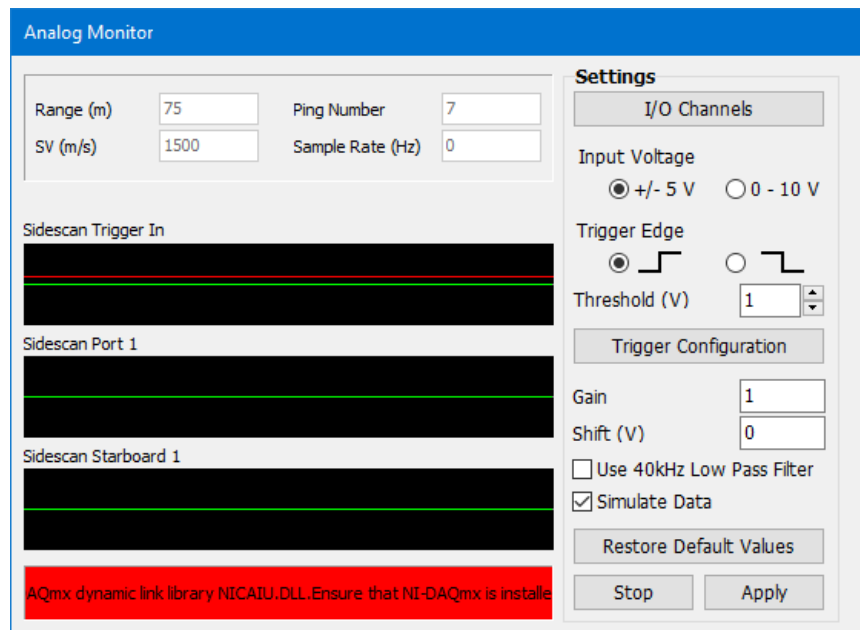 Analog Monitor
Range (m) 75 Ping Number 7
SV (m/s) 1500 Sample Rate (Hz) 0
Sidescan Trigger In
Sidescan Port 1
Sidescan Starboard 1
AQmx dynamic link library NICAIU.DLL.Ensure that NI-DAQmx is installe
Settings
I/O Channels
Input Voltage
+/- 5 V 0 - 10 V
Trigger Edge
Threshold (V) 1
Trigger Configuration
Gain 1
Shift (V) 0
Use 40kHz Low Pass Filter
Simulate Data
Restore Default Values
Stop Apply